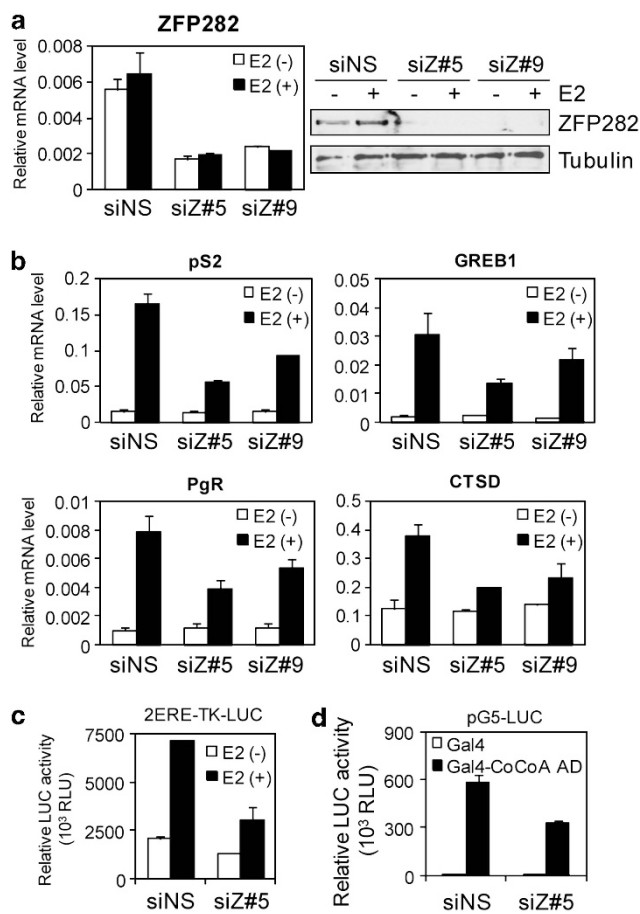 a
ZFP282
Relative mRNA level
0.008
0.006
0.004
0.002
0
E2 (-)
E2 (+)
siNS siZ#5 siZ#9
siNS siZ#5 siZ#9
- + - + - + E2
ZFP282
Tubulin
b
pS2
Relative mRNA level
0.2
0.15
0.1
0.05
0
E2 (-)
E2 (+)
siNS siZ#5 siZ#9
GREB1
0.05
0.04
0.03
0.02
0.01
0
E2 (-)
E2 (+)
siNS siZ#5 siZ#9
PgR
Relative mRNA level
0.01
0.008
0.006
0.004
0.002
0
E2 (-)
E2 (+)
siNS siZ#5 siZ#9
CTSD
0.5
0.4
0.3
0.2
0.1
0
E2 (-)
E2 (+)
siNS siZ#5 siZ#9
c
2ERE-TK-LUC
Relative LUC activity
(10³ RLU)
7500
5000
2500
0
E2 (-)
E2 (+)
siNS siZ#5
d
pG5-LUC
Relative LUC activity
(10³ RLU)
900
600
300
0
Gal4
Gal4-CoCoA AD
siNS siZ#5